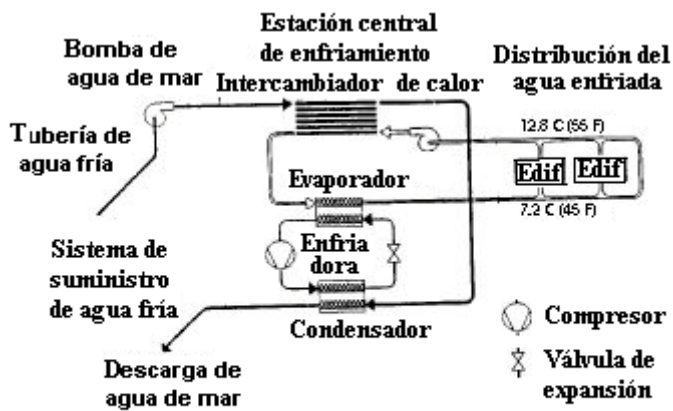 Estación central
de enfriamiento
Intercambiador de calor
Bomba de
agua de mar
Distribución del
agua enfriada
Tubería de
agua fría
12.8 C (55 F)
Edif
Edif
7.2 C (45 F)
Evaporador
Enfria
dora
Condensador
Sistema de
suministro
de agua fría
Descarga de
agua de mar
Compresor
Válvula de
expansión